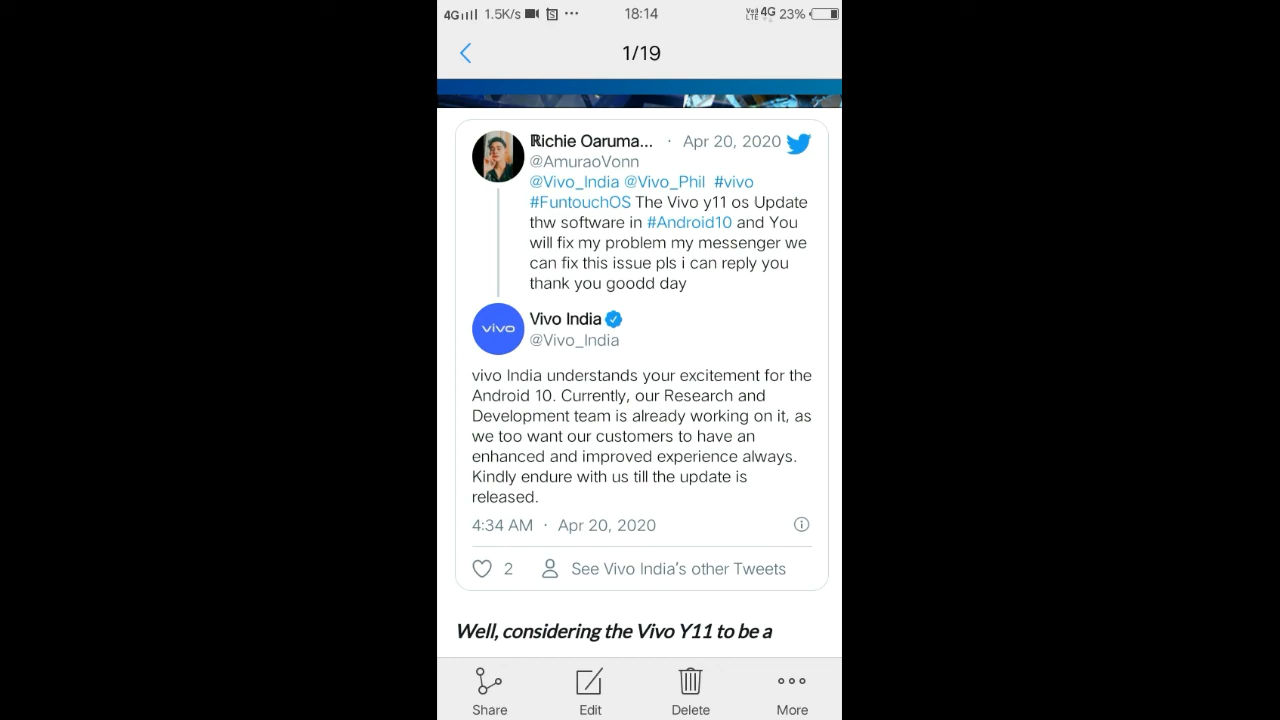 4G 1.5K/s ··· 18:14 VoLTE 4G 23%
1/19
Richie Oaruma... · Apr 20, 2020
@AmuraoVonn
@Vivo_India @Vivo_Phil #vivo
#FuntouchOS The Vivo y11 os Update
thw software in #Android10 and You
will fix my problem my messenger we
can fix this issue pls i can reply you
thank you goodd day
vivo
Vivo India
@Vivo_India
vivo India understands your excitement for the
Android 10. Currently, our Research and
Development team is already working on it, as
we too want our customers to have an
enhanced and improved experience always.
Kindly endure with us till the update is
released.
4:34 AM · Apr 20, 2020
2 See Vivo India's other Tweets
Well, considering the Vivo Y11 to be a
Share Edit Delete More